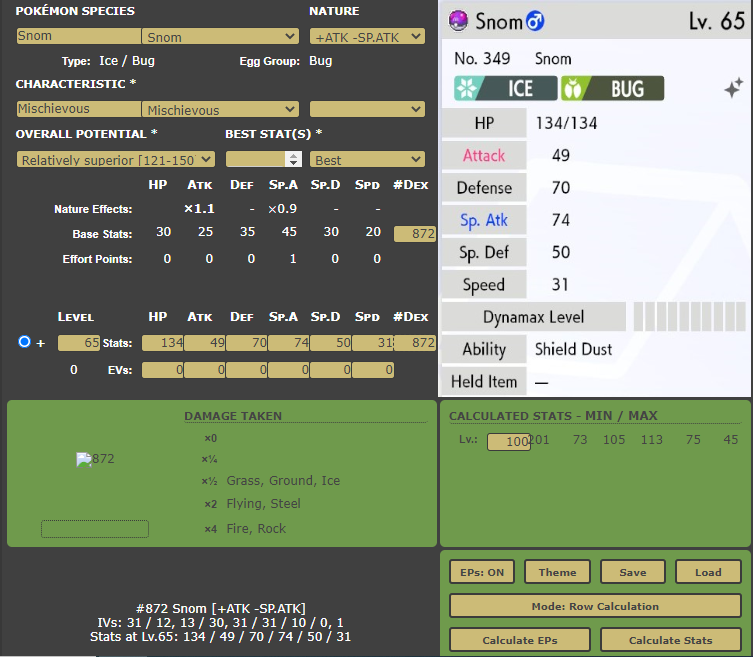 POKÉMON SPECIES
NATURE
Snom
Snom
+ATK -SP.ATK
Type: Ice / Bug
Egg Group: Bug
CHARACTERISTIC *
Mischievous
Mischievous
OVERALL POTENTIAL *
BEST STAT(S) *
Relatively superior [121-150
Best
HP ATK DEF SP.A SP.D SPD #DEX
Nature Effects: ×1.1 - ×0.9 - -
Base Stats: 30 25 35 45 30 20 872
Effort Points: 0 0 0 1 0 0
LEVEL HP ATK DEF SP.A SP.D SPD #DEX
+ 65 Stats: 134 49 70 74 50 31 872
0 EVs: 0 0 0 0 0 0
Snom♂ Lv. 65
No. 349 Snom
ICE BUG
HP 134/134
Attack 49
Defense 70
Sp. Atk 74
Sp. Def 50
Speed 31
Dynamax Level
Ability Shield Dust
Held Item —
872
DAMAGE TAKEN
×0
×¼
×½ Grass, Ground, Ice
×2 Flying, Steel
×4 Fire, Rock
CALCULATED STATS - MIN / MAX
Lv.: 100 201 73 105 113 75 45
EPs: ON
Theme
Save
Load
Mode: Row Calculation
Calculate EPs
Calculate Stats
#872 Snom [+ATK -SP.ATK]
IVs: 31 / 12, 13 / 30, 31 / 31 / 10 / 0, 1
Stats at Lv.65: 134 / 49 / 70 / 74 / 50 / 31